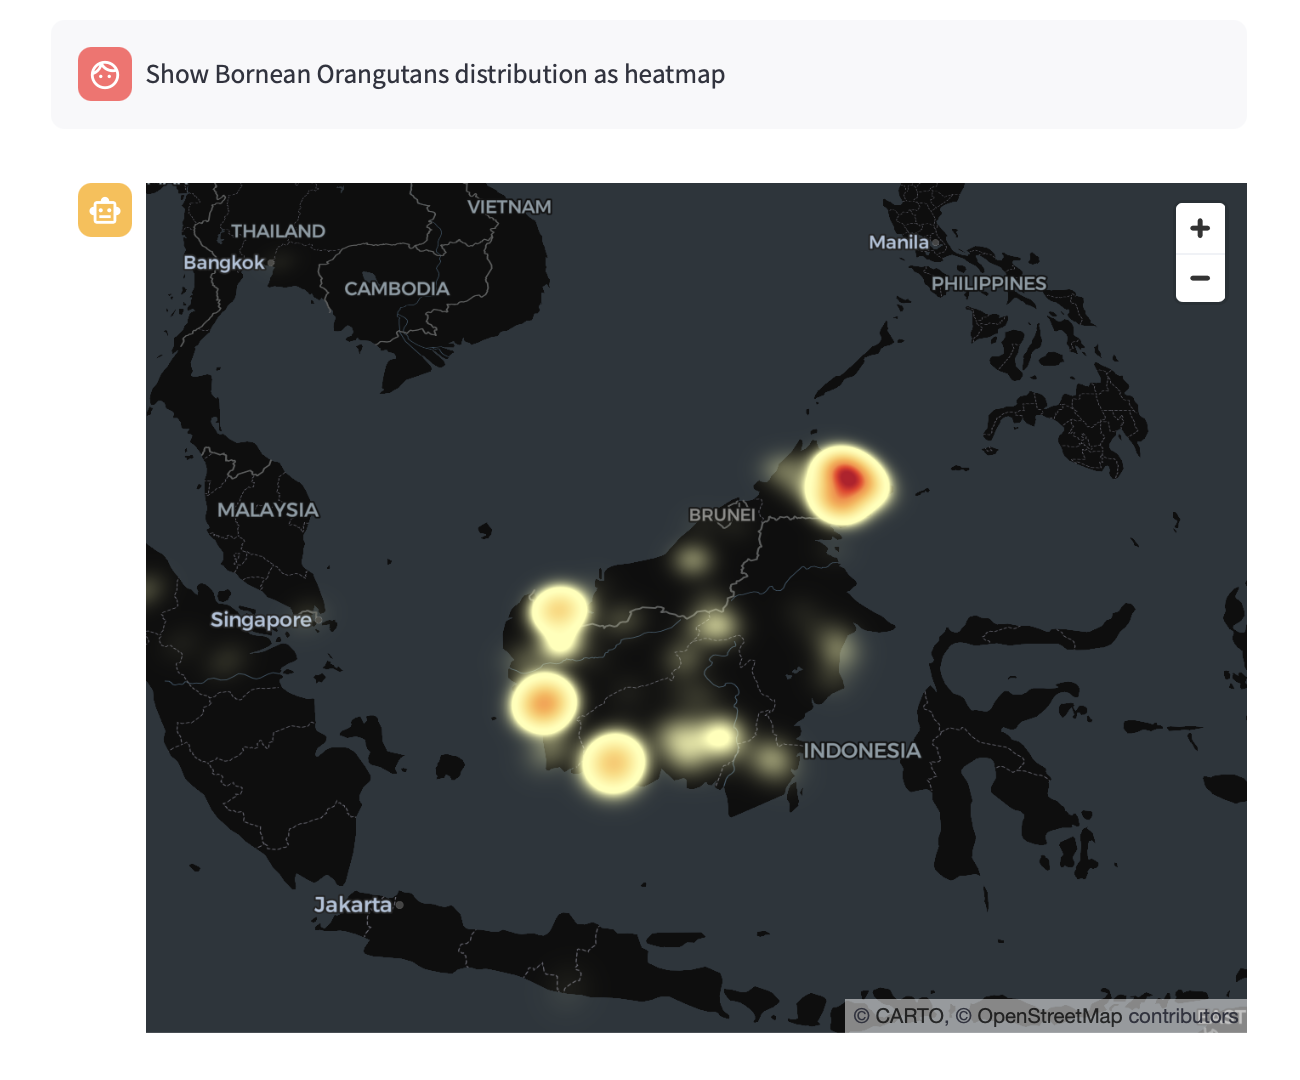 Show Bornean Orangutans distribution as heatmap
VIETNAM
THAILAND
Manila
Bangkok
PHILIPPINES
CAMBODIA
MALAYSIA
BRUNEI
Singapore
INDONESIA
Jakarta
© CARTO, © OpenStreetMap contributors
EAST